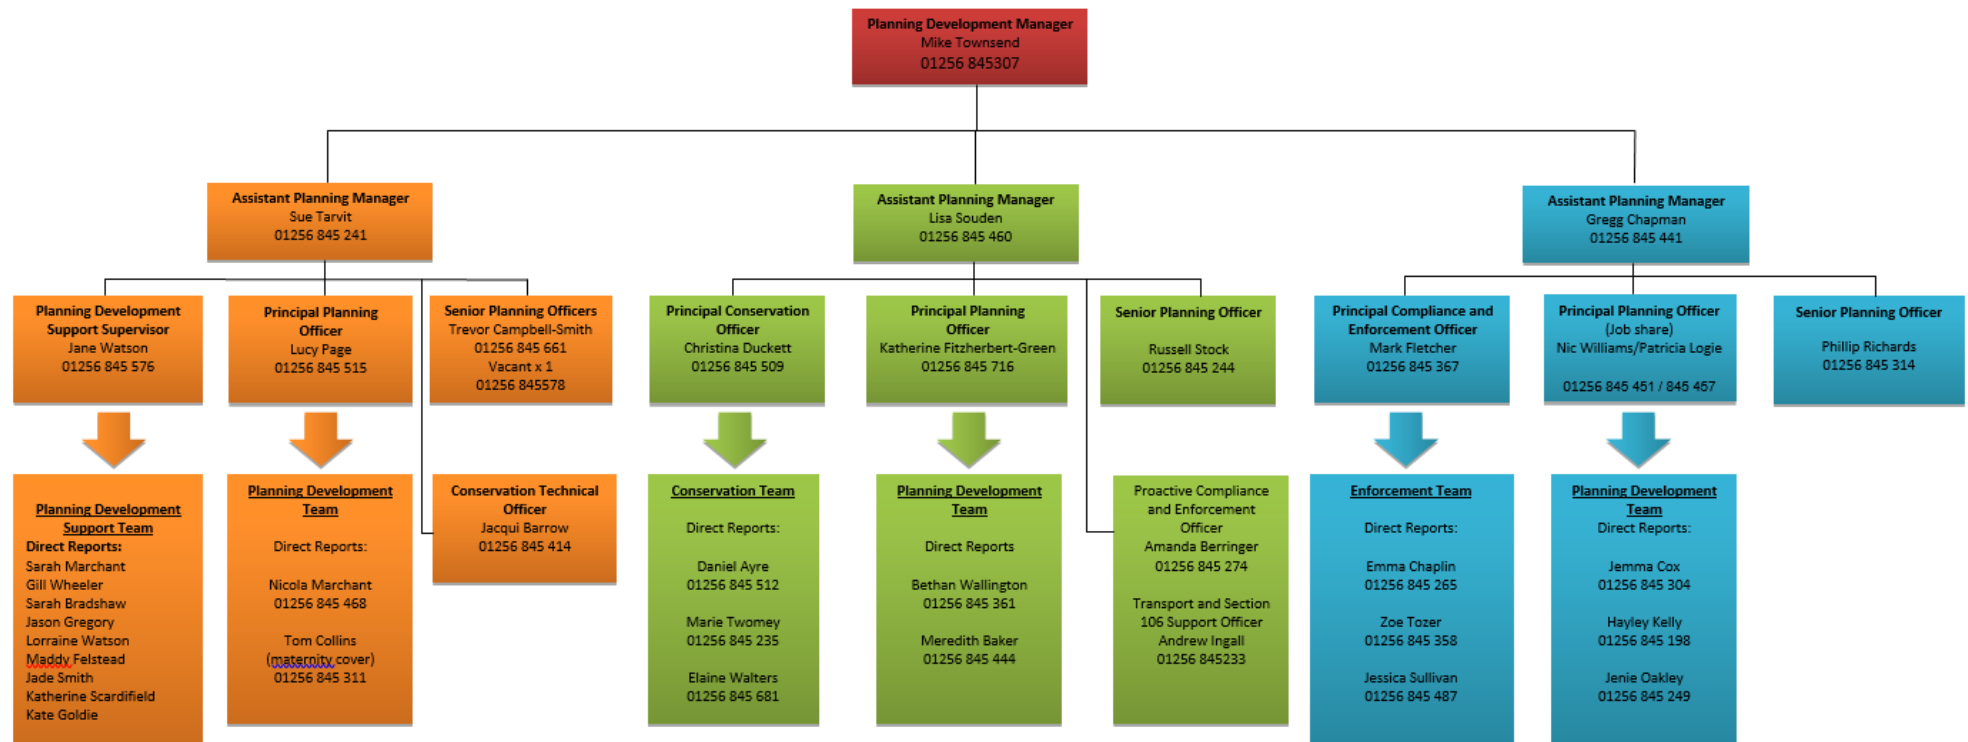 Planning Development Manager
Mike Townsend
01256 845307
Assistant Planning Manager
Sue Tarvit
01256 845 241
Assistant Planning Manager
Lisa Souden
01256 845 460
Assistant Planning Manager
Gregg Chapman
01256 845 441
Planning Development
Support Supervisor
Jane Watson
01256 845 576
Principal Planning
Officer
Lucy Page
01256 845 515
Senior Planning Officers
Trevor Campbell-Smith
01256 845 661
Vacant x 1
01256 845578
Principal Conservation
Officer
Christina Duckett
01256 845 509
Principal Planning
Officer
Katherine Fitzherbert-Green
01256 845 716
Senior Planning Officer
Russell Stock
01256 845 244
Principal Compliance and
Enforcement Officer
Mark Fletcher
01256 845 367
Principal Planning Officer
(Job share)
Nic Williams/Patricia Logie
01256 845 451 / 845 457
Senior Planning Officer
Phillip Richards
01256 845 314
Planning Development
Support Team
Direct Reports:
Sarah Marchant
Gill Wheeler
Sarah Bradshaw
Jason Gregory
Lorraine Watson
Maddy Felstead
Jade Smith
Katherine Scardifield
Kate Goldie
Planning Development
Team
Direct Reports:
Nicola Marchant
01256 845 468
Tom Collins
(maternity cover)
01256 845 311
Conservation Technical
Officer
Jacqui Barrow
01256 845 414
Conservation Team
Direct Reports:
Daniel Ayre
01256 845 512
Marie Twomey
01256 845 235
Elaine Walters
01256 845 681
Planning Development
Team
Direct Reports
Bethan Wallington
01256 845 361
Meredith Baker
01256 845 444
Proactive Compliance
and Enforcement
Officer
Amanda Berringer
01256 845 274
Transport and Section
106 Support Officer
Andrew Ingall
01256 845233
Enforcement Team
Direct Reports:
Emma Chaplin
01256 845 265
Zoe Tozer
01256 845 358
Jessica Sullivan
01256 845 487
Planning Development
Team
Direct Reports:
Jemma Cox
01256 845 304
Hayley Kelly
01256 845 198
Jenie Oakley
01256 845 249